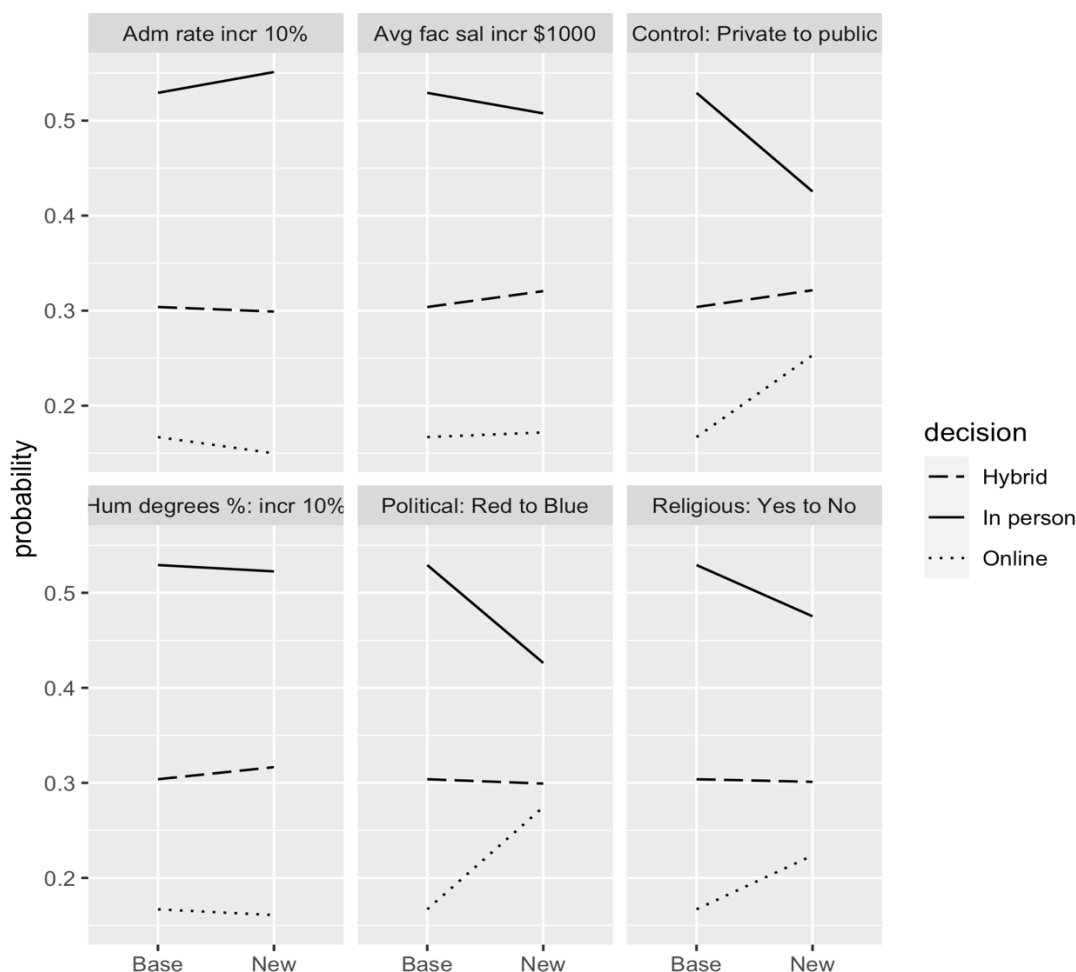 Adm rate incr 10%
Avg fac sal incr $1000
Control: Private to public
0.5
0.4
0.3
0.2
probability
Hum degrees %: incr 10%
Political: Red to Blue
Religious: Yes to No
0.5
0.4
0.3
0.2
Base New
Base New
Base New
decision
Hybrid
In person
Online